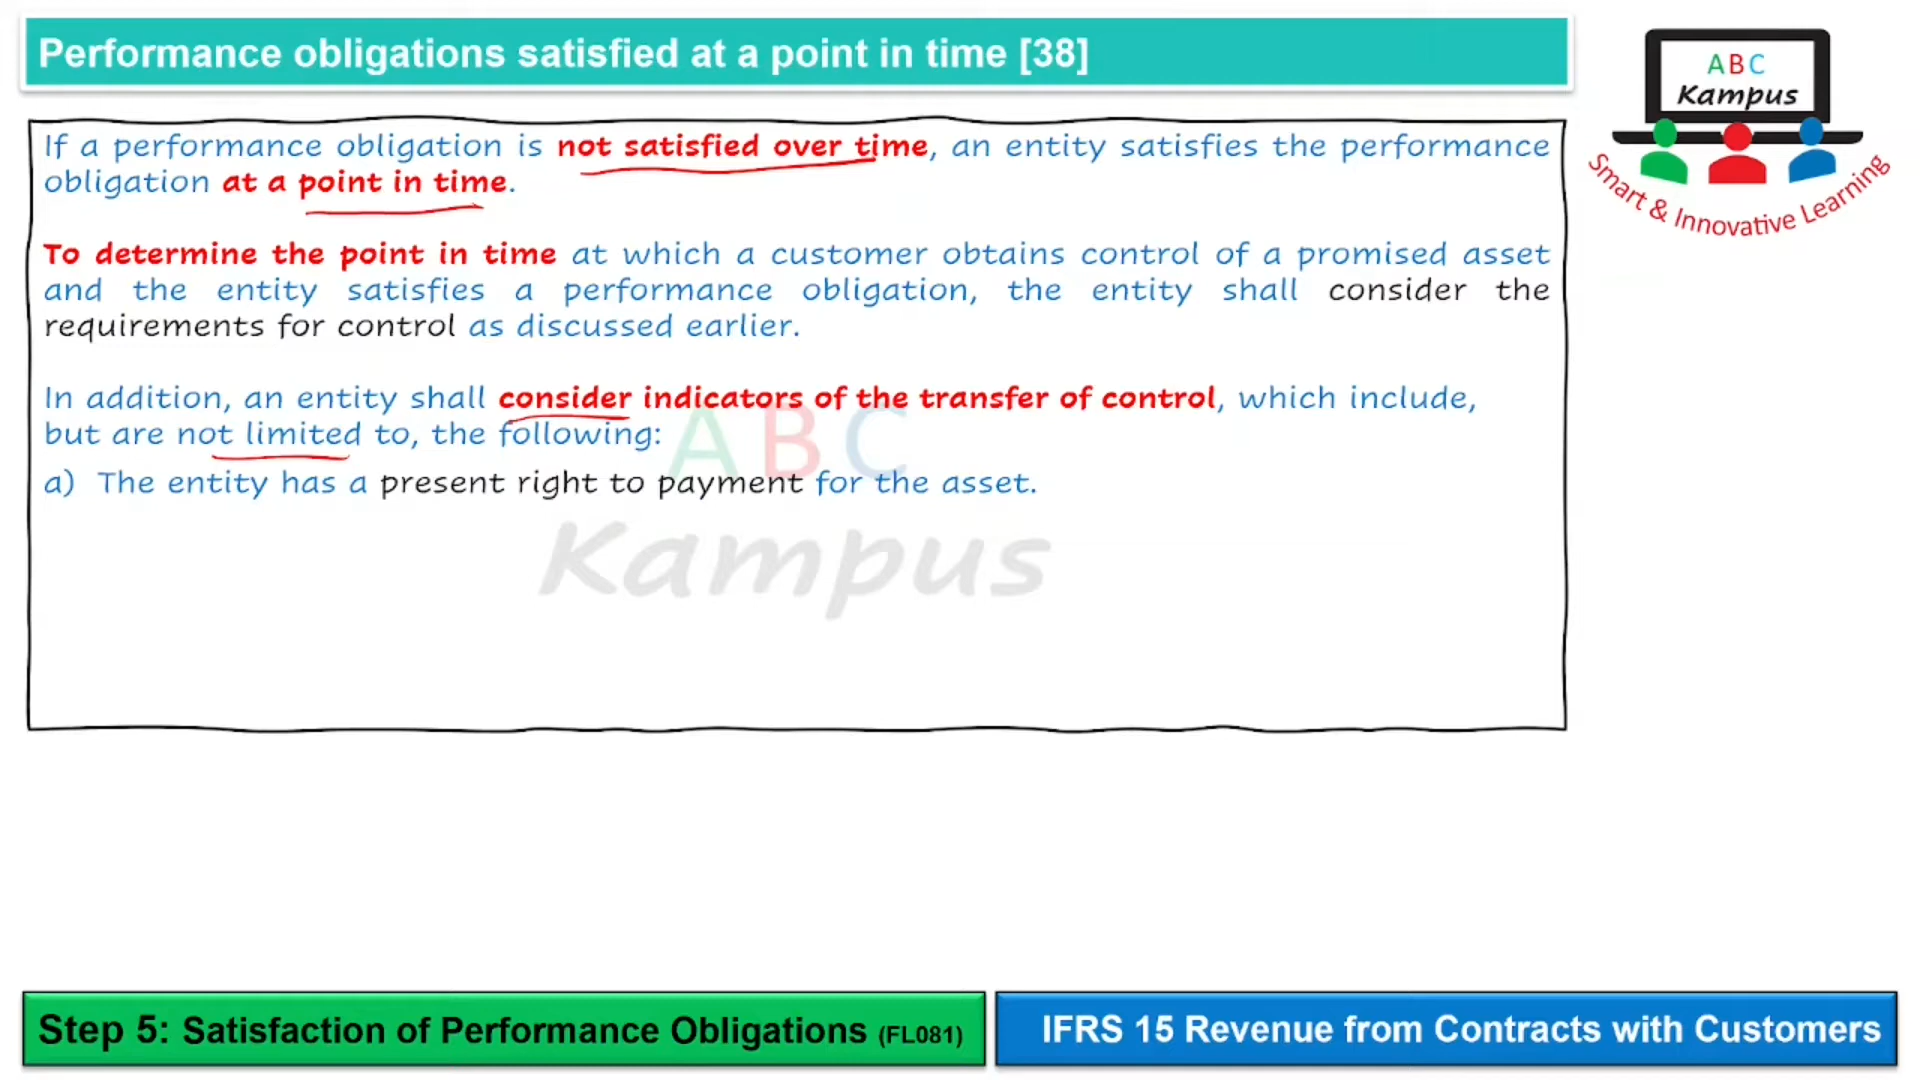 Performance obligations satisfied at a point in time [38]
ABC
Kampus
Smart & Innovative Learning
If a performance obligation is not satisfied over time, an entity satisfies the performance
obligation at a point in time.
To determine the point in time at which a customer obtains control of a promised asset
and the entity satisfies a performance obligation, the entity shall consider the
requirements for control as discussed earlier.
In addition, an entity shall consider indicators of the transfer of control, which include,
but are not limited to, the following:
a) The entity has a present right to payment for the asset.
ABC
Kampus
Step 5: Satisfaction of Performance Obligations (FL081)
IFRS 15 Revenue from Contracts with Customers